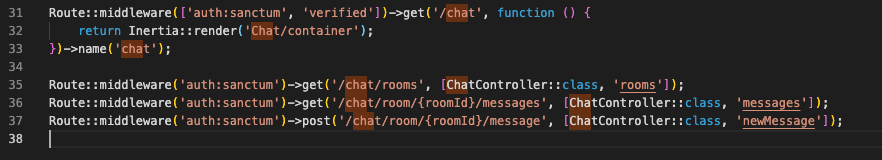 31 Route::middleware(['auth:sanctum', 'verified'])->get('/chat', function () {
32     return Inertia::render('Chat/container');
33 })->name('chat');
34
35 Route::middleware('auth:sanctum')->get('/chat/rooms', [ChatController::class, 'rooms']);
36 Route::middleware('auth:sanctum')->get('/chat/room/{roomId}/messages', [ChatController::class, 'messages']);
37 Route::middleware('auth:sanctum')->post('/chat/room/{roomId}/message', [ChatController::class, 'newMessage']);
38